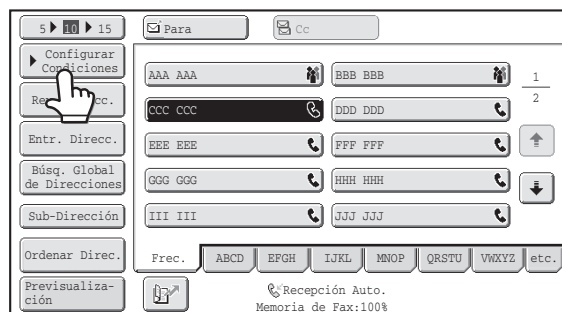 5 10 15
Para
Cc
Configurar
Condiciones
AAA AAA
BBB BBB
1
2
CCC CCC
DDD DDD
Entr. Direcc.
EEE EEE
FFF FFF
Búsq. Global
de Direcciones
GGG GGG
HHH HHH
Sub-Dirección
III III
JJJ JJJ
Ordenar Direc.
Frec.
ABCD
EFGH
IJKL
MNOP
QRSTU
VWXYZ
etc.
Previsualiza-
ción
Recepción Auto.
Memoria de Fax:100%